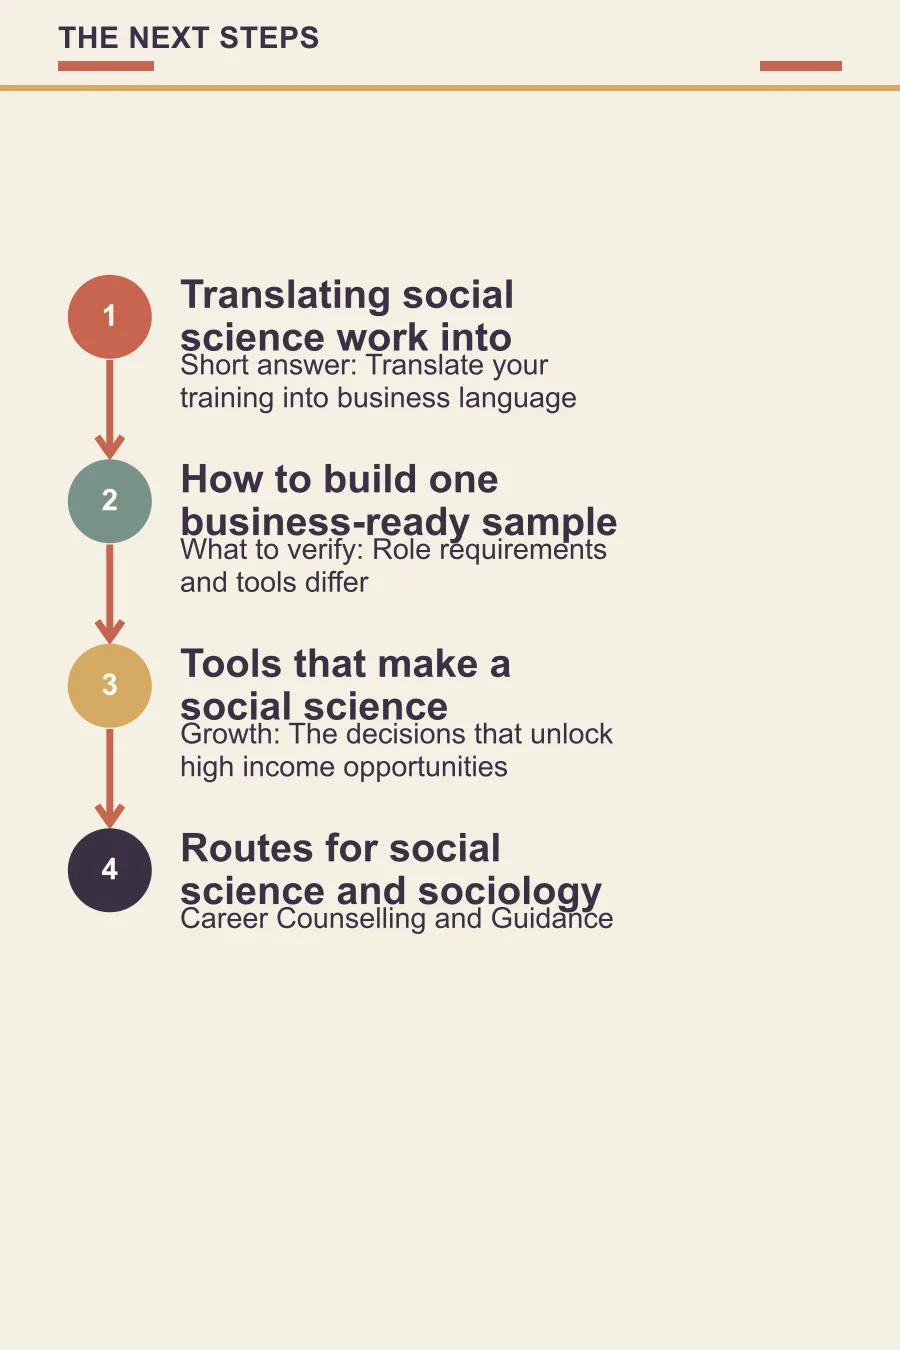 THE NEXT STEPS
1
Translating social
science work into
Short answer: Translate your
training into business language
2
How to build one
business-ready sample
What to verify: Role requirements
and tools differ
3
Tools that make a
social science
Growth: The decisions that unlock
high income opportunities
4
Routes for social
science and sociology
Career Counselling and Guidance